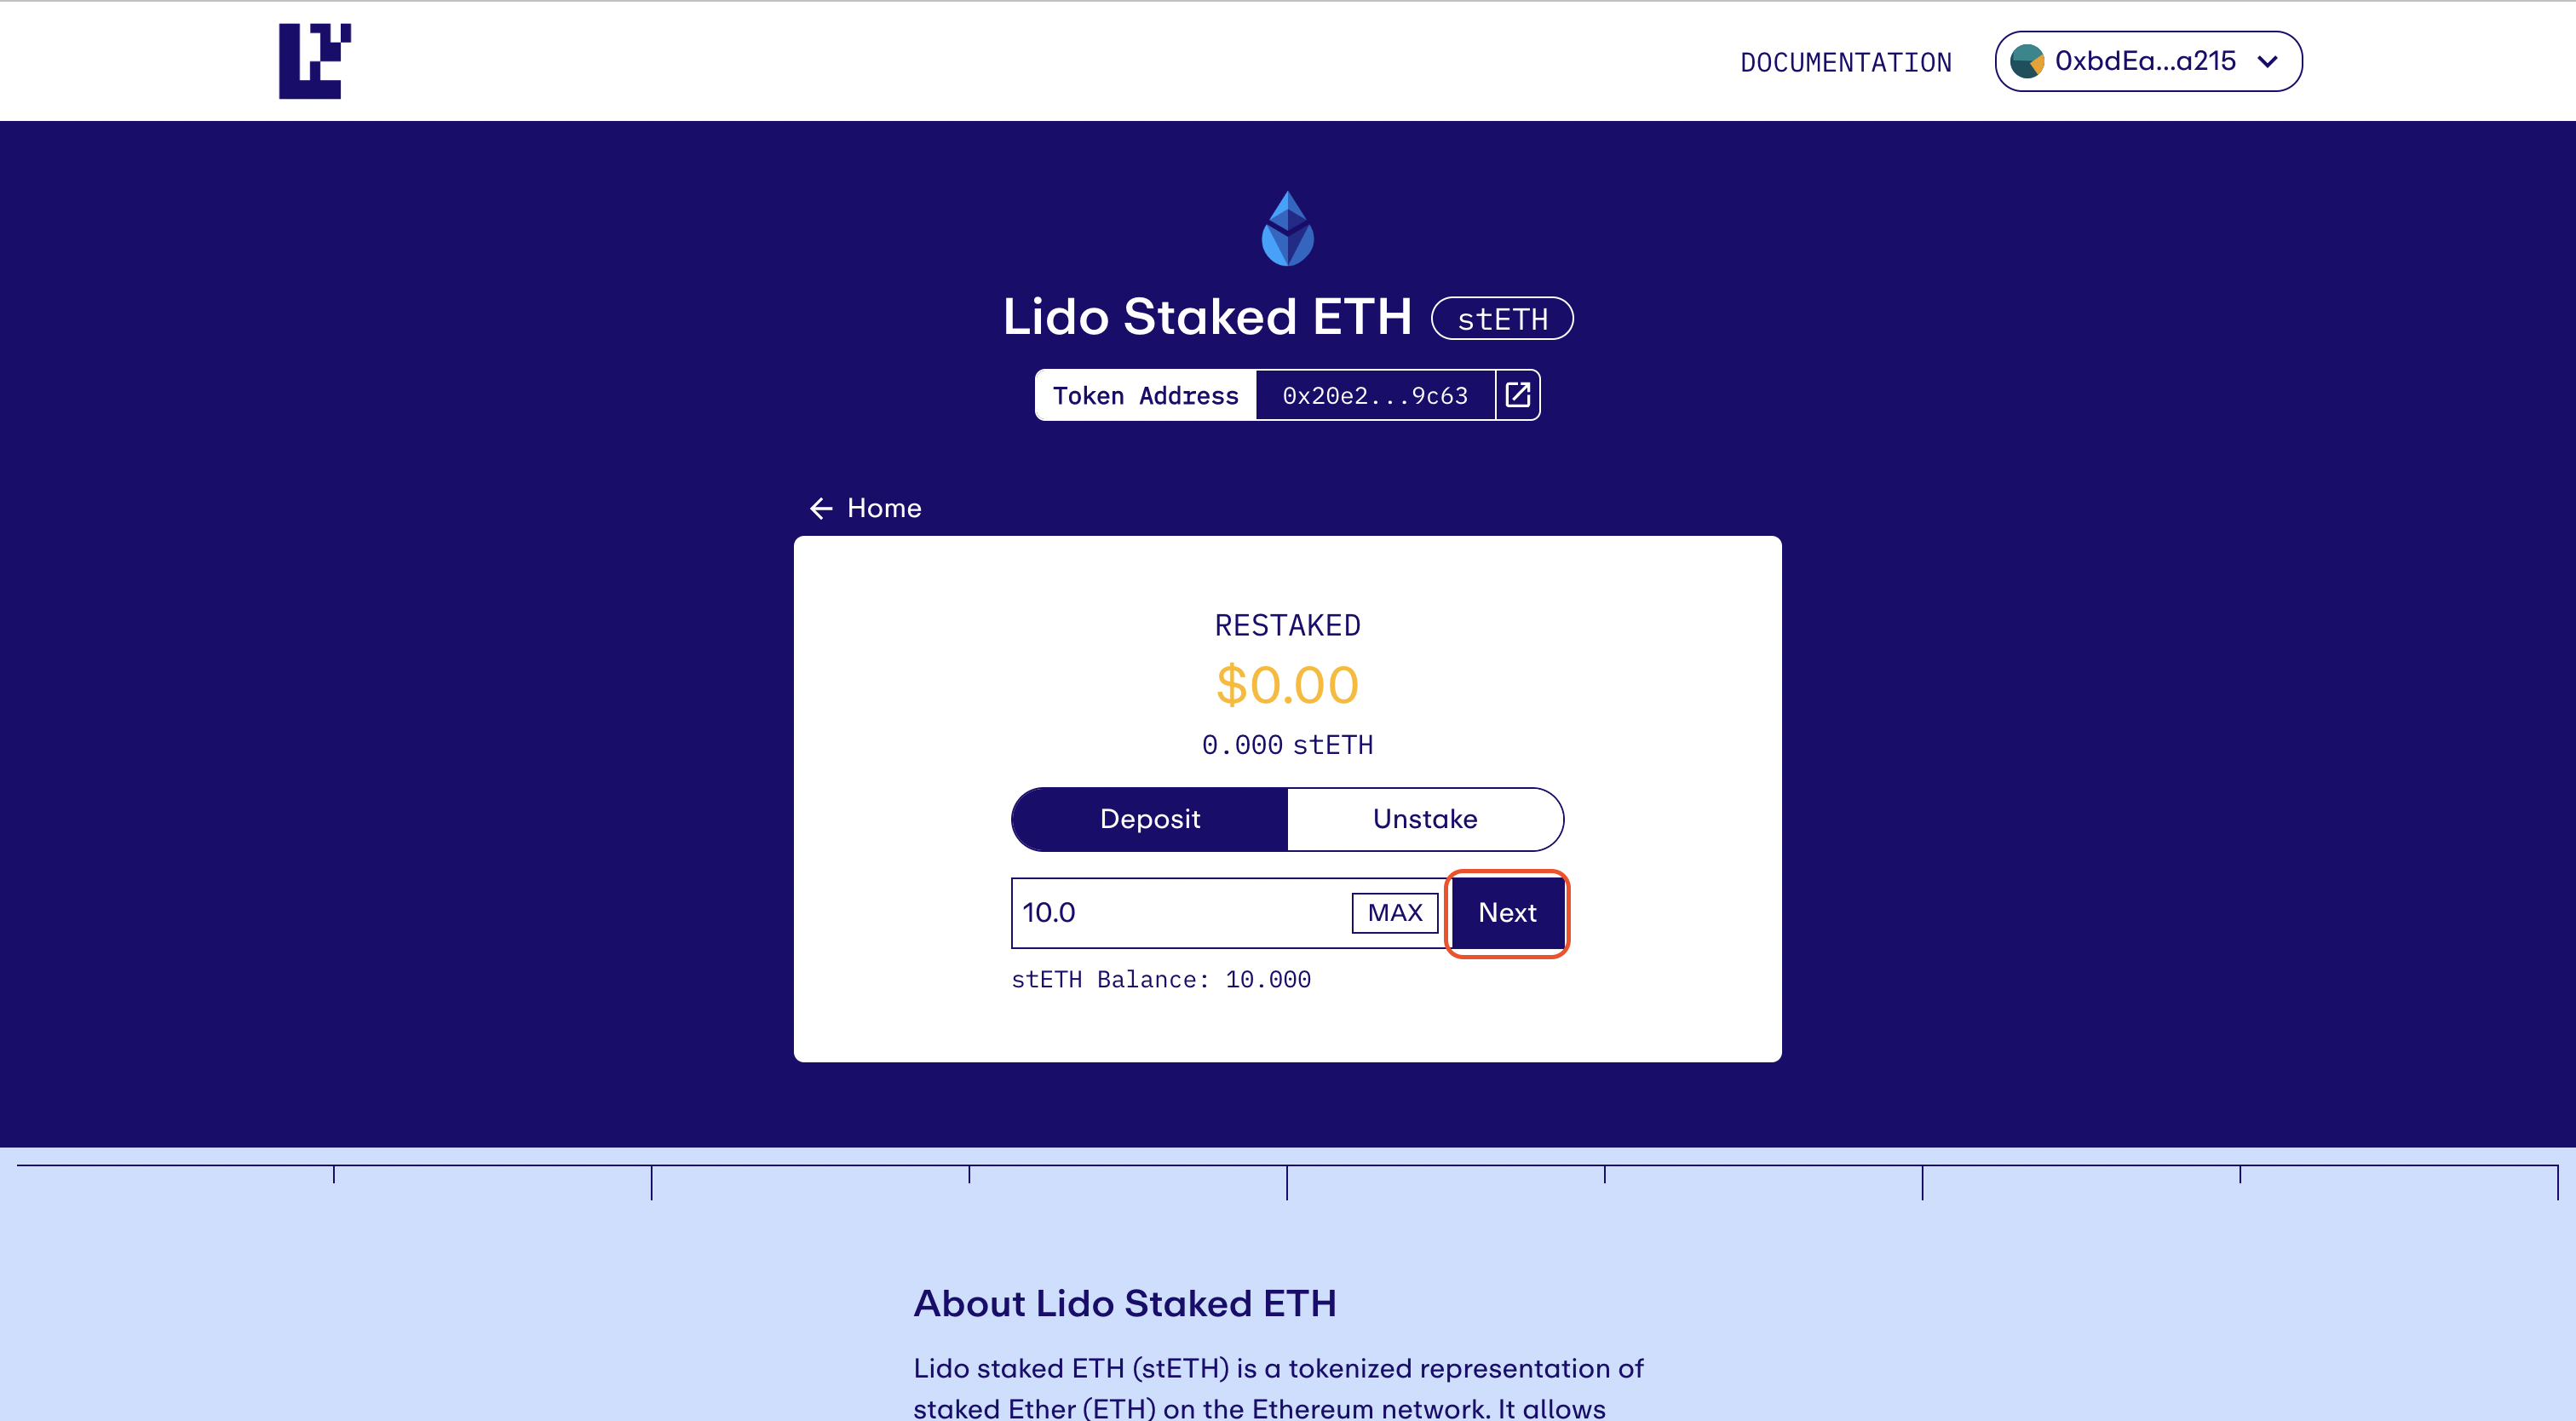 DOCUMENTATION
0xbdEa...a215
Lido Staked ETH stETH
Token Address 0x20e2...9c63
Home
RESTAKED
$0.00
0.000 stETH
Deposit Unstake
10.0 MAX Next
stETH Balance: 10.000
About Lido Staked ETH
Lido staked ETH (stETH) is a tokenized representation of
staked Ether (ETH) on the Ethereum network. It allows